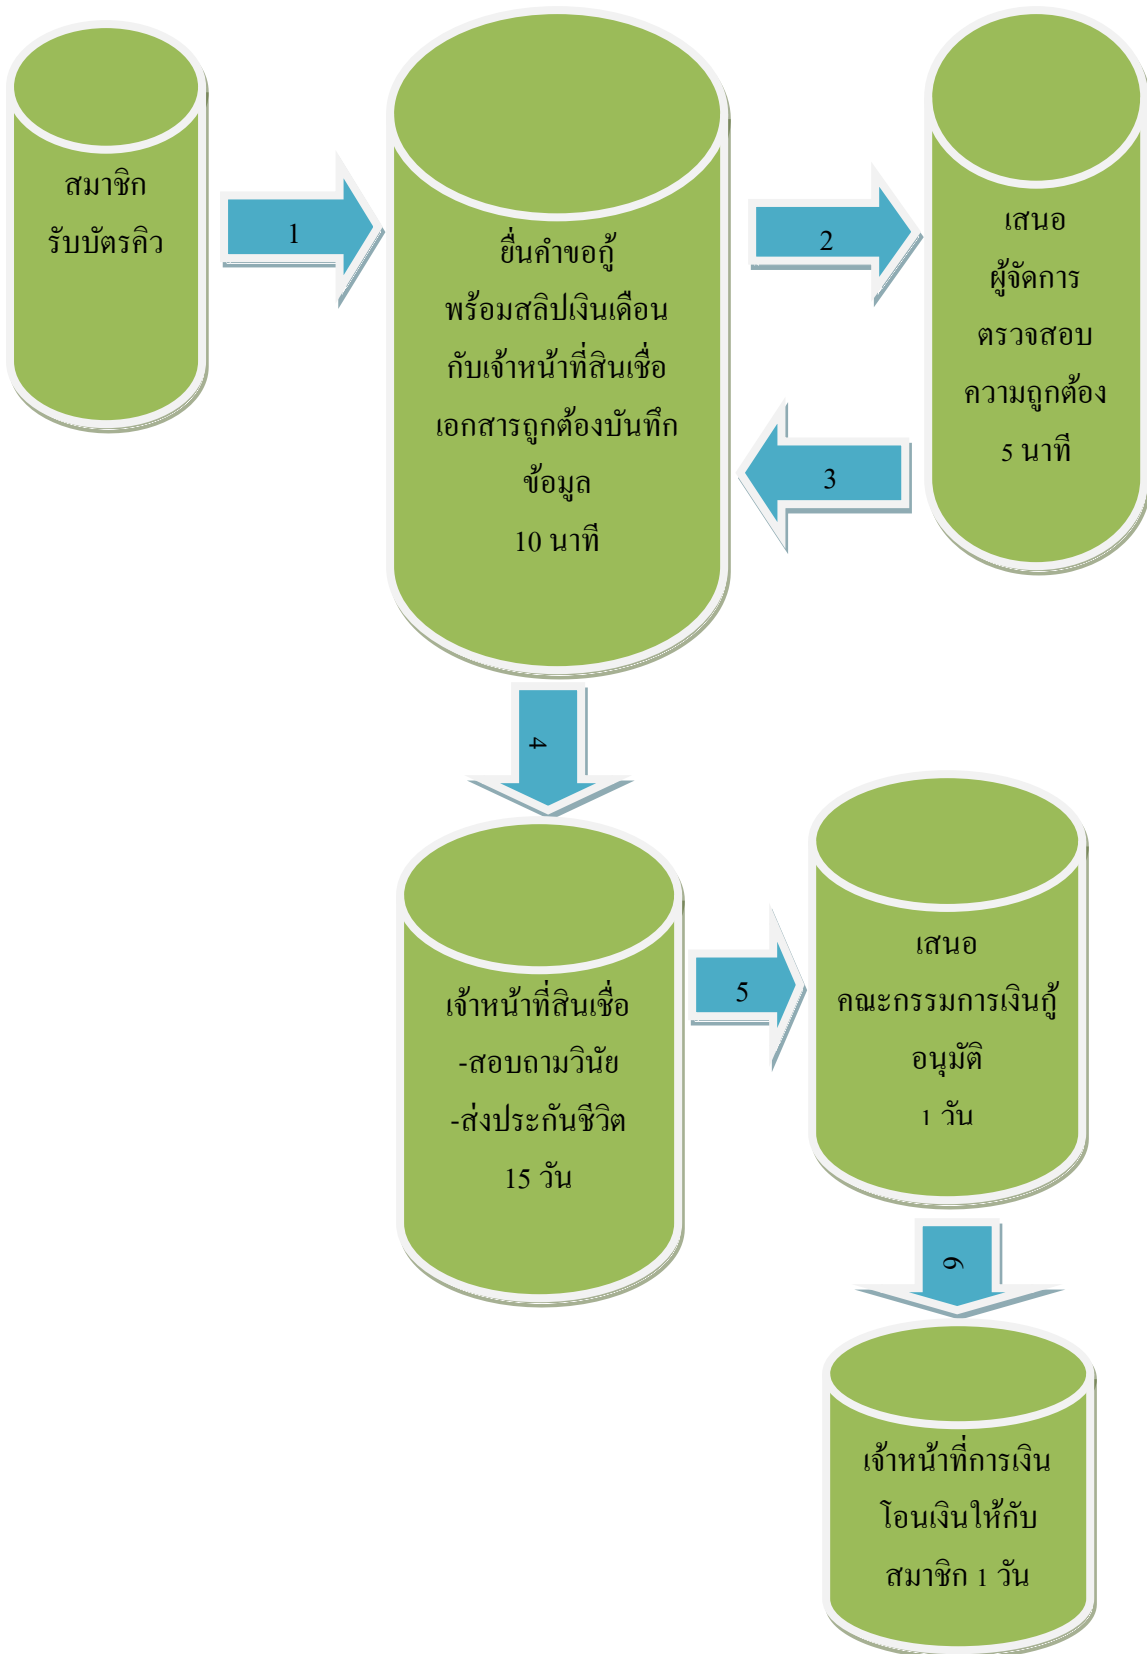 สมาชิก
รับบัตรคิว
1
ยื่นคำขอกู้
พร้อมสลิปเงินเดือน
กับเจ้าหน้าที่สินเชื่อ
เอกสารถูกต้องบันทึก
ข้อมูล
10 นาที
2
เสนอ
ผู้จัดการ
ตรวจสอบ
ความถูกต้อง
5 นาที
3
4
เจ้าหน้าที่สินเชื่อ
-สอบถามวินัย
-ส่งประกันชีวิต
15 วัน
5
เสนอ
คณะกรรมการเงินกู้
อนุมัติ
1 วัน
6
เจ้าหน้าที่การเงิน
โอนเงินให้กับ
สมาชิก 1 วัน